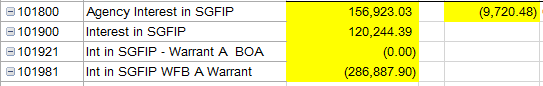 101800 Agency Interest in SGFIP 156,923.03 (9,720.48)
101900 Interest in SGFIP 120,244.39
101921 Int in SGFIP - Warrant A  BOA (0.00)
101981 Int in SGFIP WFB A Warrant (286,887.90)